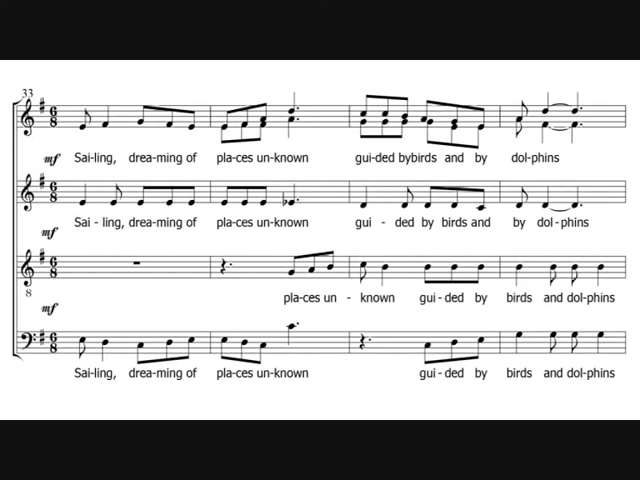 33
mf Sai-ling, drea-ming of pla-ces un-known gui-ded bybirds and by dol-phins
mf Sai - ling, drea-ming of pla-ces un-known gui - ded by birds and by dol-phins
8
mf pla-ces un - known gui-ded by birds and dol-phins
Sai-ling, drea-ming of pla-ces un-known gui-ded by birds and dol-phins